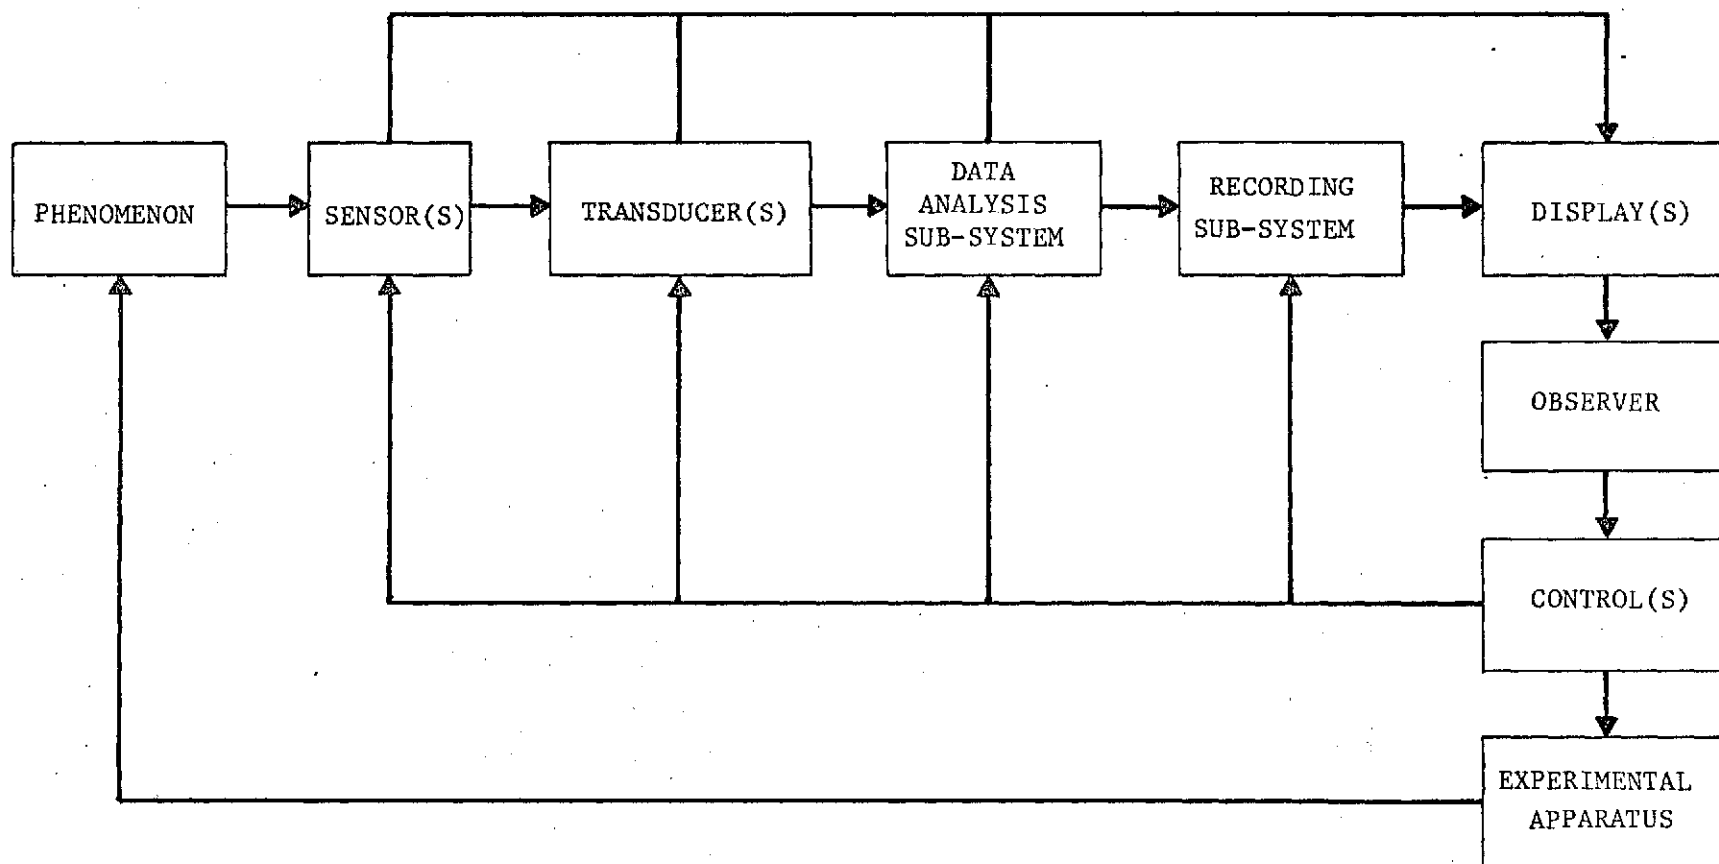 PHENOMENON
SENSOR(S)
TRANSDUCER(S)
DATA
ANALYSIS
SUB-SYSTEM
RECORDING
SUB-SYSTEM
DISPLAY(S)
OBSERVER
CONTROL(S)
EXPERIMENTAL
APPARATUS